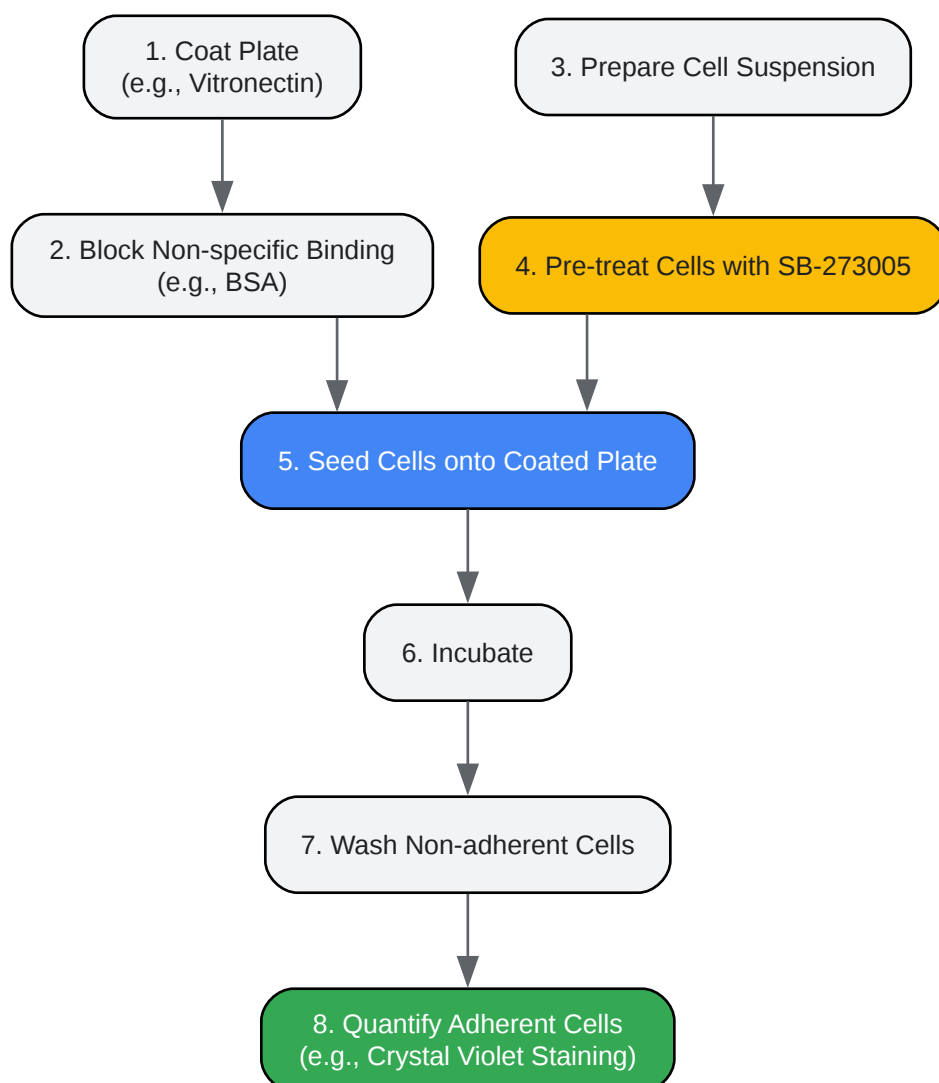 1. Coat Plate
(e.g., Vitronectin)
3. Prepare Cell Suspension
2. Block Non-specific Binding
(e.g., BSA)
4. Pre-treat Cells with SB-273005
5. Seed Cells onto Coated Plate
6. Incubate
7. Wash Non-adherent Cells
8. Quantify Adherent Cells
(e.g., Crystal Violet Staining)